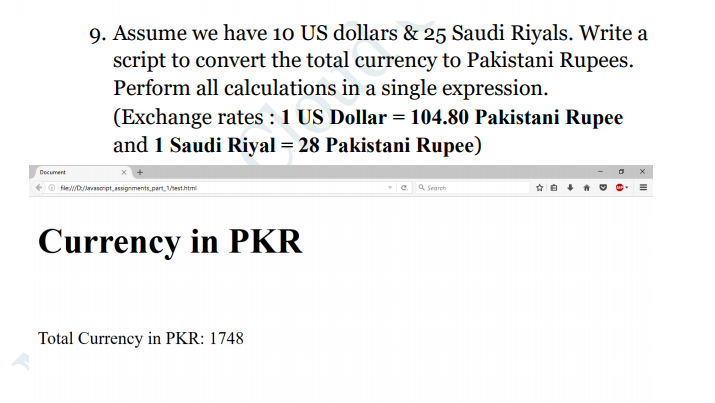 9. Assume we have 10 US dollars & 25 Saudi Riyals. Write a
script to convert the total currency to Pakistani Rupees.
Perform all calculations in a single expression.
(Exchange rates : 1 US Dollar = 104.80 Pakistani Rupee
and 1 Saudi Riyal = 28 Pakistani Rupee)
Document
file:///D:/Javascript_assignments_part_1/test.html
Search
Currency in PKR
Total Currency in PKR: 1748